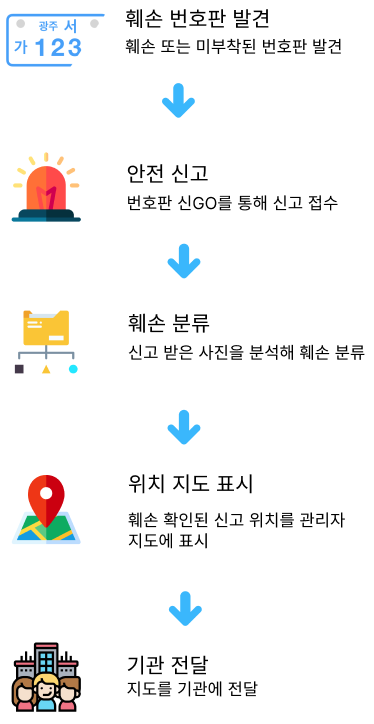 광주 서
가 123
훼손 번호판 발견
훼손 또는 미부착된 번호판 발견
안전 신고
번호판 신GO를 통해 신고 접수
훼손 분류
신고 받은 사진을 분석해 훼손 분류
위치 지도 표시
훼손 확인된 신고 위치를 관리자
지도에 표시
기관 전달
지도를 기관에 전달